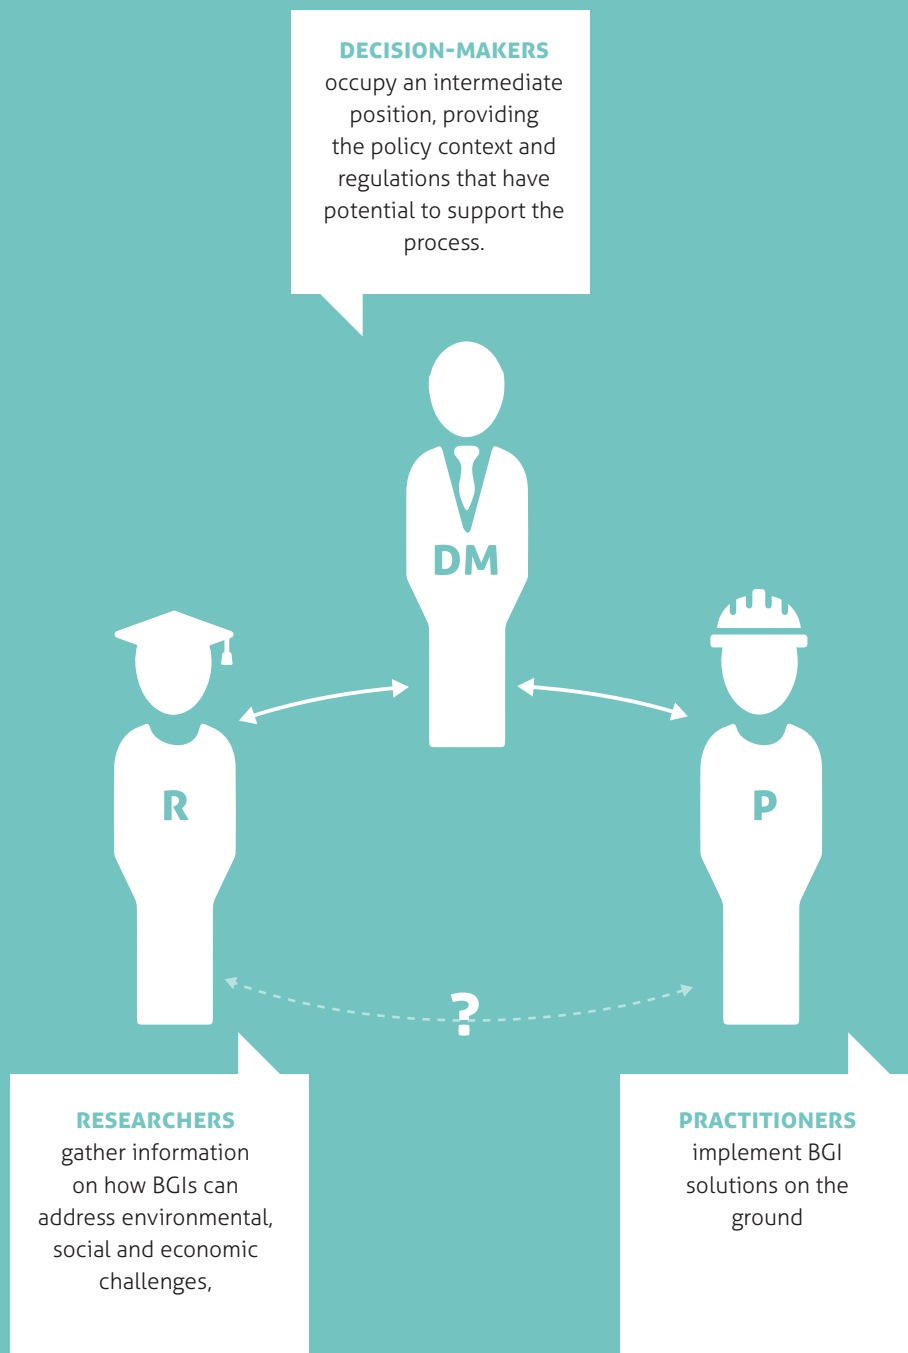 DECISION-MAKERS
occupy an intermediate
position, providing
the policy context and
regulations that have
potential to support the
process.
DM
R
P
?
RESEARCHERS
gather information
on how BGIs can
address environmental,
social and economic
challenges,
PRACTITIONERS
implement BGI
solutions on the
ground